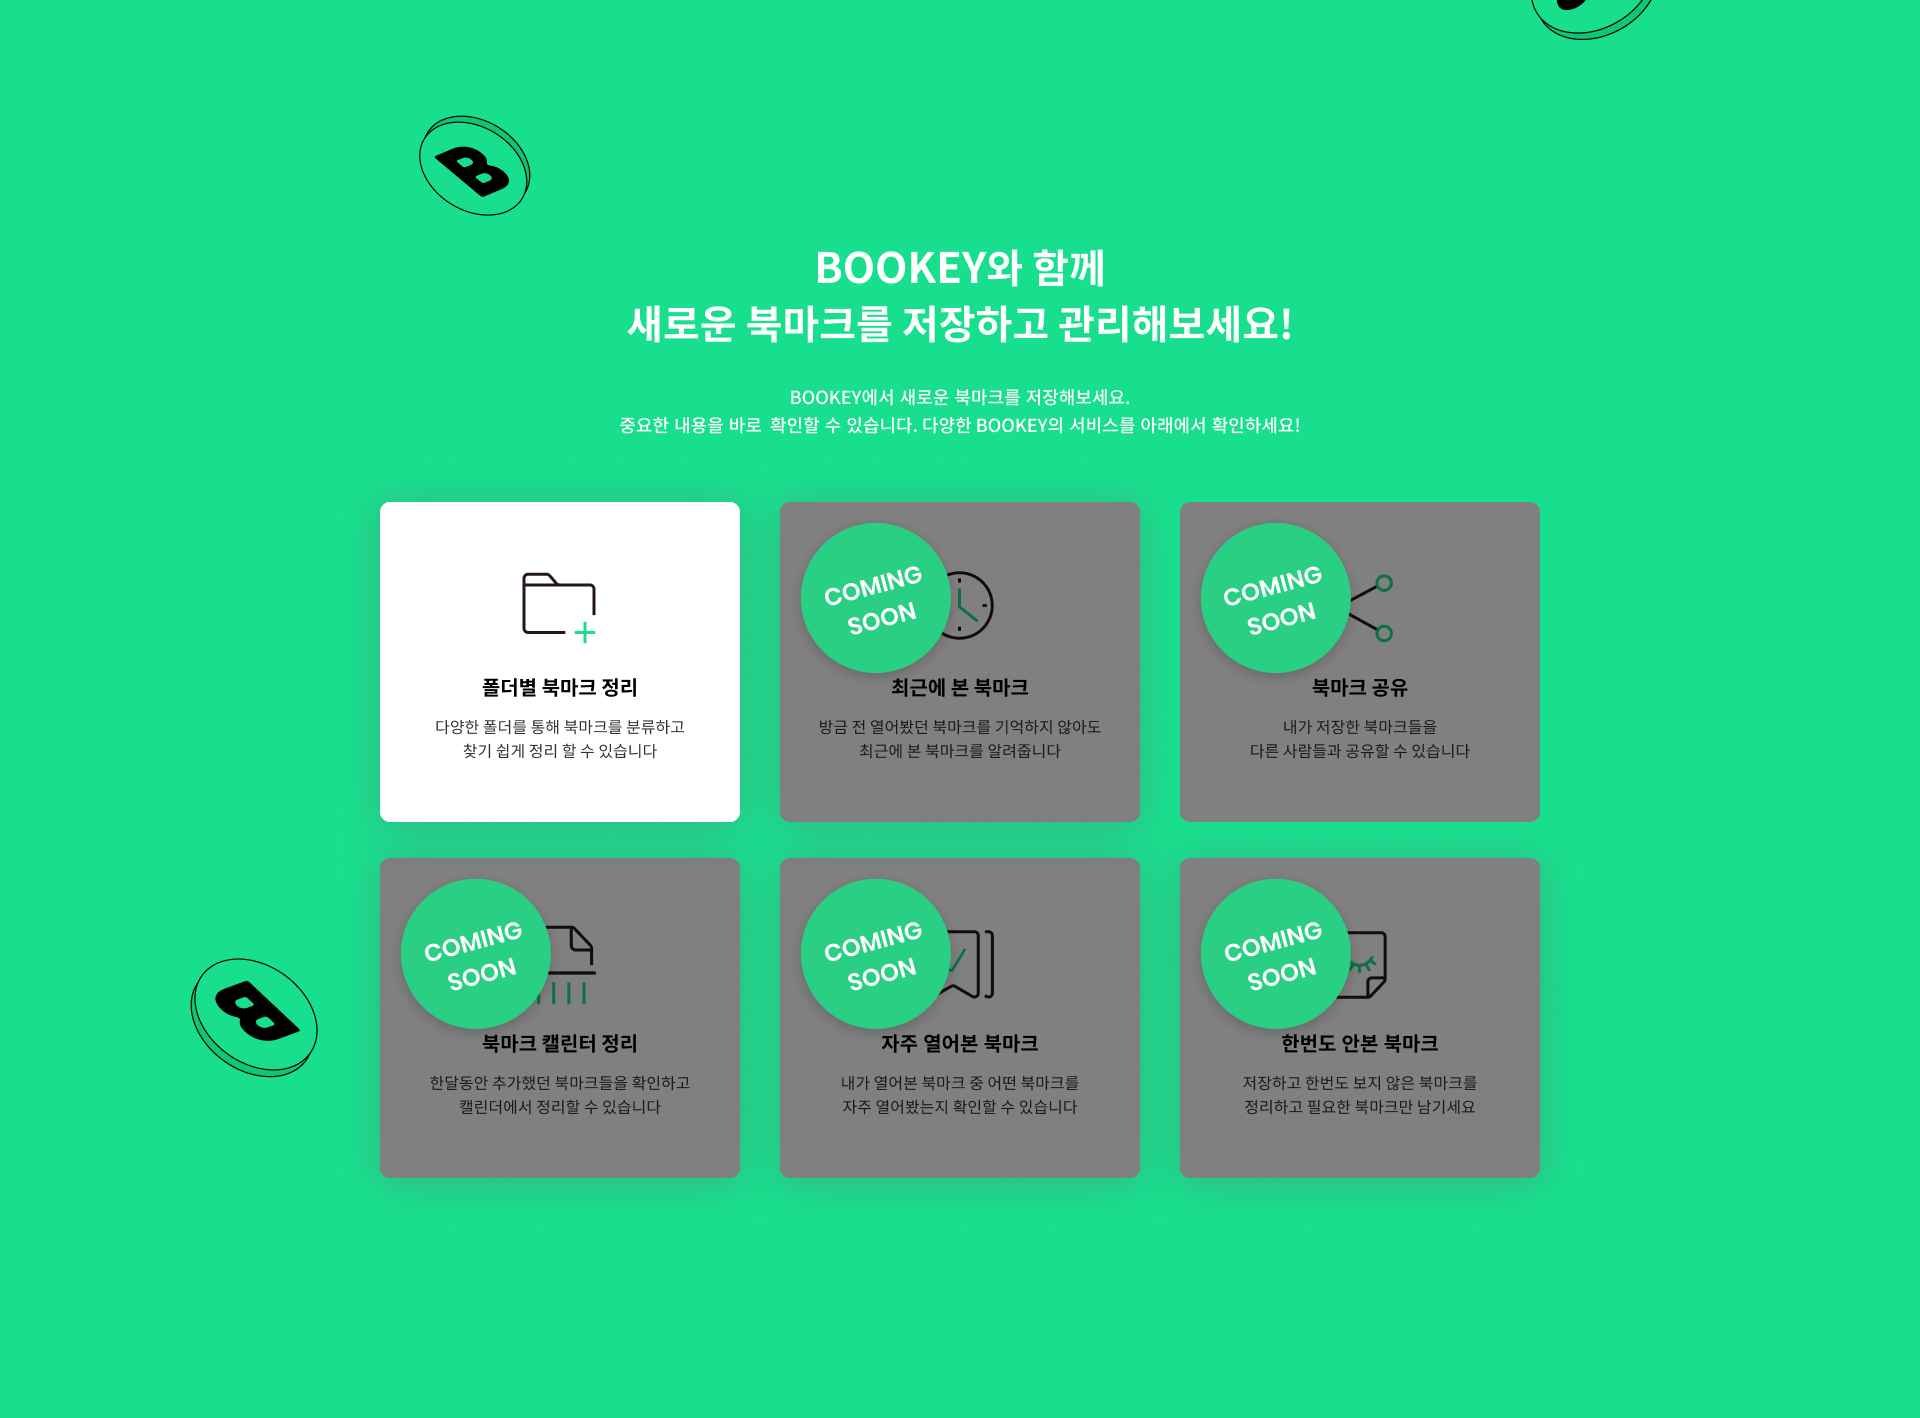 B
BOOKEY와 함께
새로운 북마크를 저장하고 관리해보세요!
BOOKEY에서 새로운 북마크를 저장해보세요.
중요한 내용을 바로  확인할 수 있습니다. 다양한 BOOKEY의 서비스를 아래에서 확인하세요!
폴더별 북마크 정리
다양한 폴더를 통해 북마크를 분류하고
찾기 쉽게 정리 할 수 있습니다
COMING
SOON
최근에 본 북마크
방금 전 열어봤던 북마크를 기억하지 않아도
최근에 본 북마크를 알려줍니다
COMING
SOON
북마크 공유
내가 저장한 북마크들을
다른 사람들과 공유할 수 있습니다
COMING
SOON
북마크 캘린터 정리
한달동안 추가했던 북마크들을 확인하고
캘린더에서 정리할 수 있습니다
COMING
SOON
자주 열어본 북마크
내가 열어본 북마크 중 어떤 북마크를
자주 열어봤는지 확인할 수 있습니다
COMING
SOON
한번도 안본 북마크
저장하고 한번도 보지 않은 북마크를
정리하고 필요한 북마크만 남기세요
B